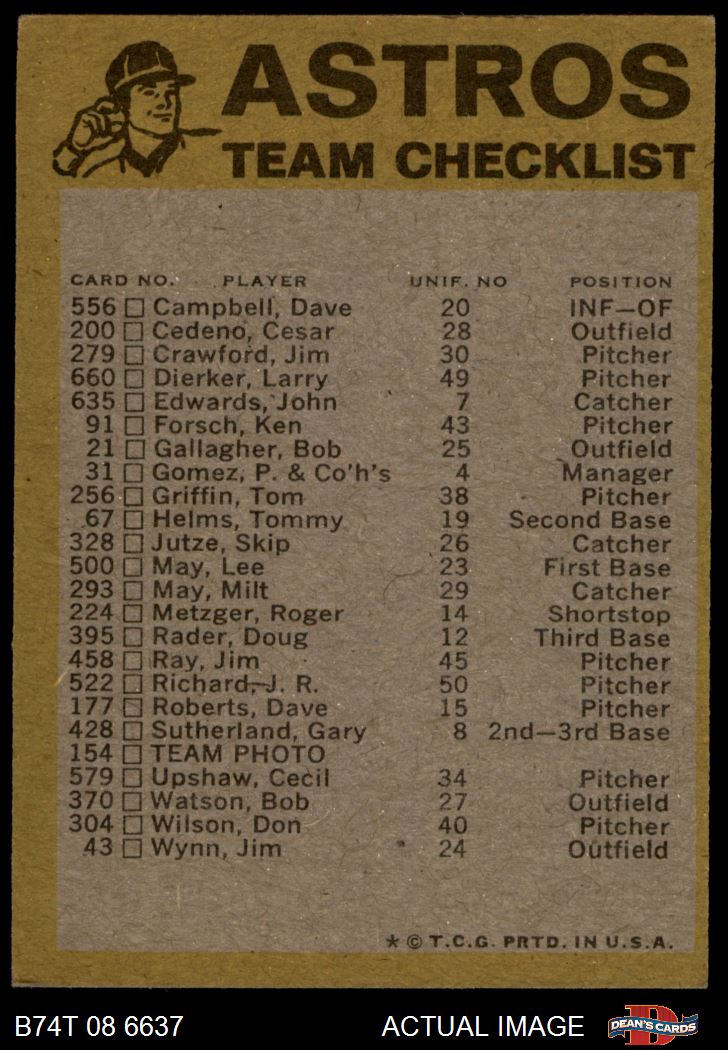 ASTROS
TEAM CHECKLIST
CARD NO. PLAYER UNIF. NO POSITION
556 Campbell, Dave 20 INF—OF
200 Cedeno, Cesar 28 Outfield
279 Crawford, Jim 30 Pitcher
660 Dierker, Larry 49 Pitcher
635 Edwards, John 7 Catcher
91 Forsch, Ken 43 Pitcher
21 Gallagher, Bob 25 Outfield
31 Gomez, P. & Co'h's 4 Manager
256 Griffin, Tom 38 Pitcher
67 Helms, Tommy 19 Second Base
328 Jutze, Skip 26 Catcher
500 May, Lee 23 First Base
293 May, Milt 29 Catcher
224 Metzger, Roger 14 Shortstop
395 Rader, Doug 12 Third Base
458 Ray, Jim 45 Pitcher
522 Richard, J. R. 50 Pitcher
177 Roberts, Dave 15 Pitcher
428 Sutherland, Gary 8 2nd—3rd Base
154 TEAM PHOTO
579 Upshaw, Cecil 34 Pitcher
370 Watson, Bob 27 Outfield
304 Wilson, Don 40 Pitcher
43 Wynn, Jim 24 Outfield
* © T.C.G. PRTD. IN U.S.A.
B74T 08 6637 ACTUAL IMAGE D DEAN'S CARDS